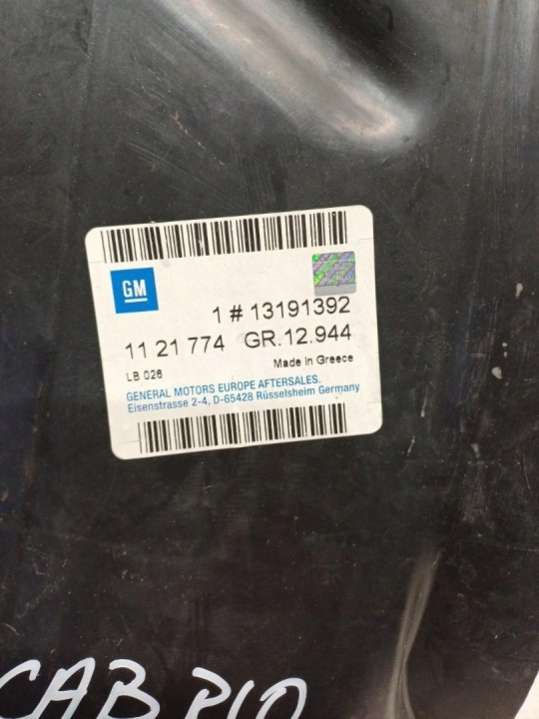 GM
1 # 13191392
11 21 774 GR.12.944
LB 026 Made in Greece
GENERAL MOTORS EUROPE AFTERSALES.
Eisenstrasse 2-4, D-65428 Rüsselsheim Germany
CABRIO